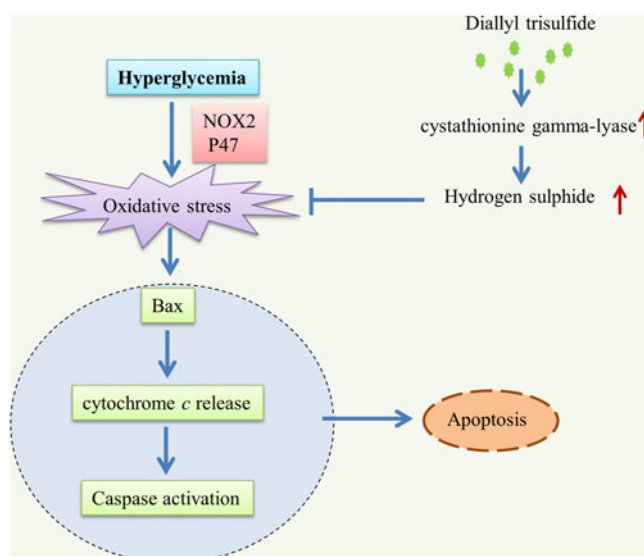 Diallyl trisulfide
Hyperglycemia
NOX2
P47
cystathionine gamma-lyase
Oxidative stress
Hydrogen sulphide
Bax
cytochrome c release
Apoptosis
Caspase activation